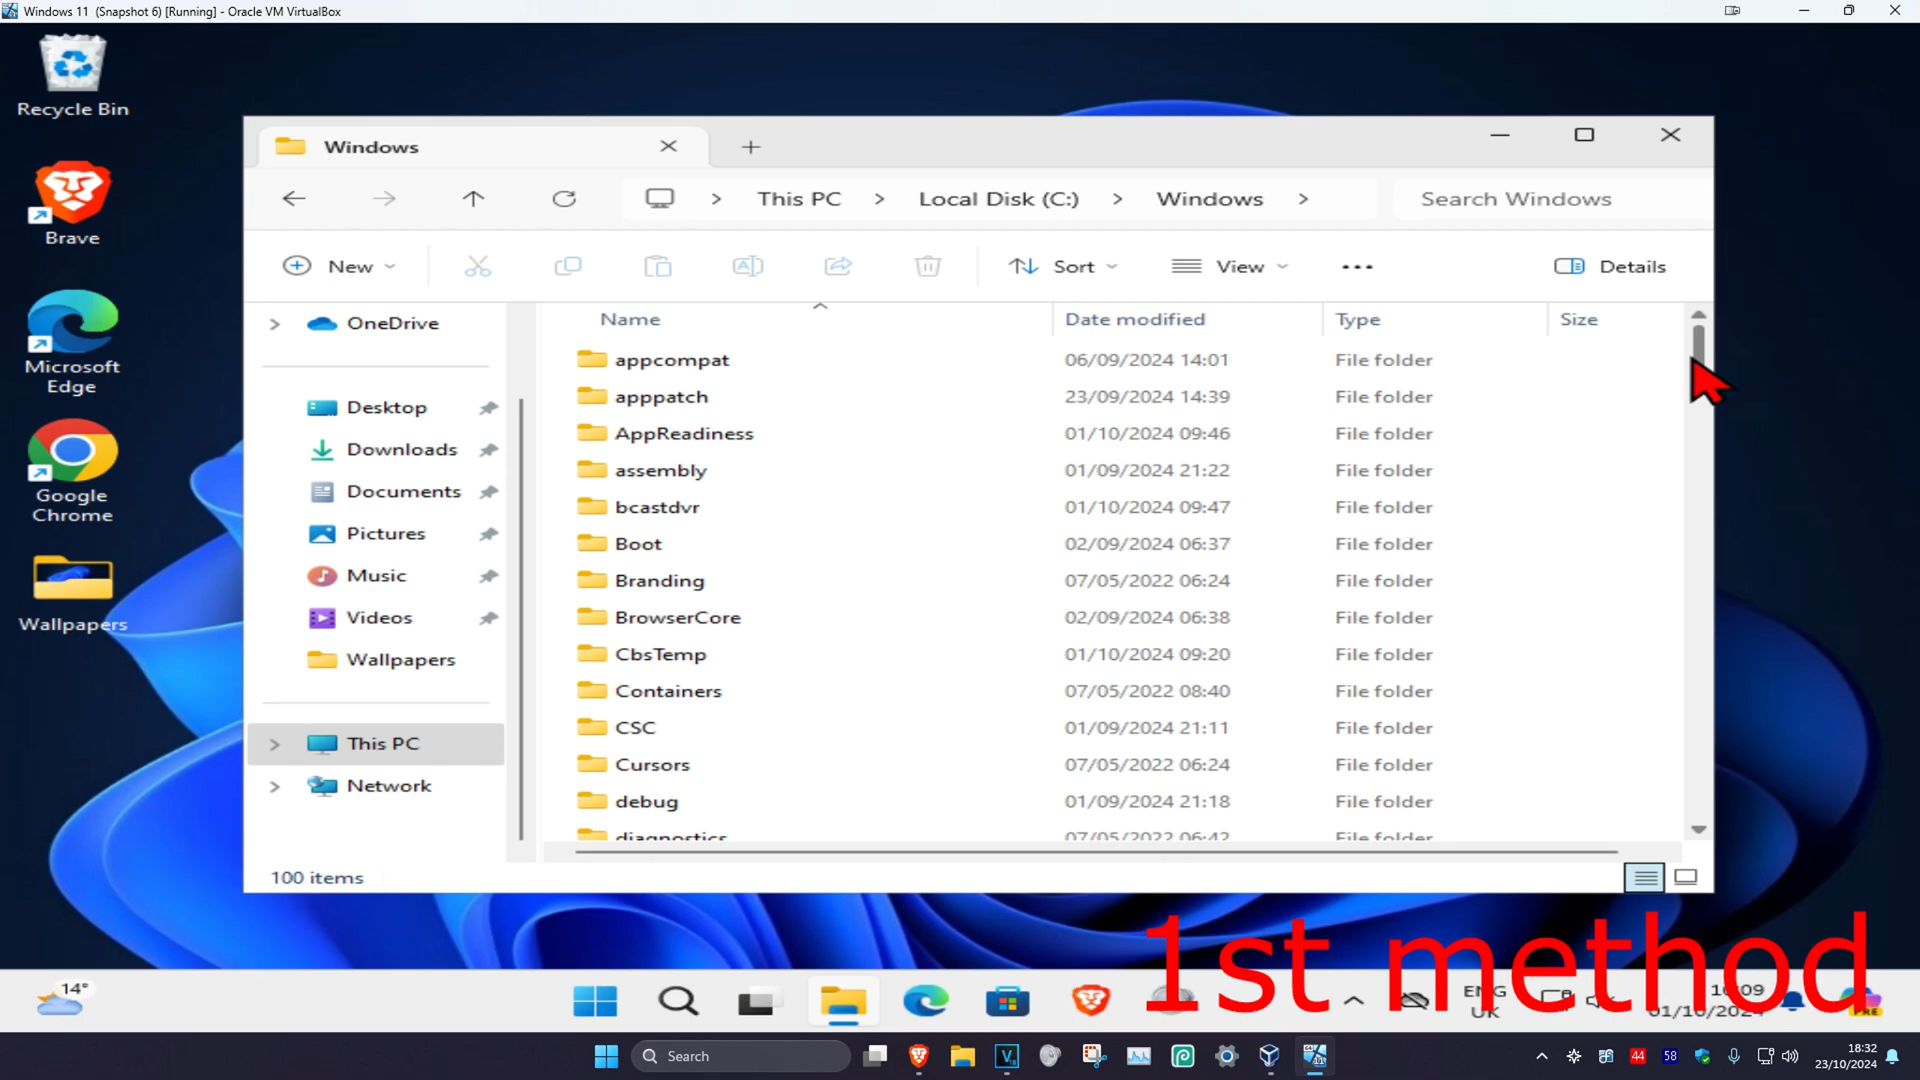 Windows 11 (Snapshot 6) [Running] - Oracle VM VirtualBox
Recycle Bin
Brave
Microsoft
Edge
Google
Chrome
Wallpapers
Windows
This PC > Local Disk (C:) > Windows >
Search Windows
New
Sort
View
Details
OneDrive
Desktop
Downloads
Documents
Pictures
Music
Videos
Wallpapers
This PC
Network
Name Date modified Type Size
appcompat 06/09/2024 14:01 File folder
apppatch 23/09/2024 14:39 File folder
AppReadiness 01/10/2024 09:46 File folder
assembly 01/09/2024 21:22 File folder
bcastdvr 01/10/2024 09:47 File folder
Boot 02/09/2024 06:37 File folder
Branding 07/05/2022 06:24 File folder
BrowserCore 02/09/2024 06:38 File folder
CbsTemp 01/10/2024 09:20 File folder
Containers 07/05/2022 08:40 File folder
CSC 01/09/2024 21:11 File folder
Cursors 07/05/2022 06:24 File folder
debug 01/09/2024 21:18 File folder
diagnostics 07/05/2022 06:42 File folder
100 items
1st method
14°
ENG
UK
01/10/2024
PRE
Search
44
58
18:32
23/10/2024